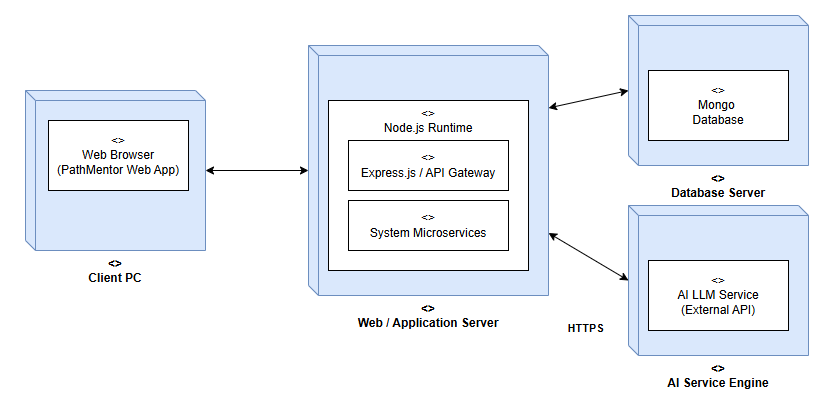 <>
Web Browser
(PathMentor Web App)
<>
Client PC
<>
Node.js Runtime
<>
Express.js / API Gateway
<>
System Microservices
<>
Web / Application Server
<>
Mongo
Database
<>
Database Server
HTTPS
<>
AI LLM Service
(External API)
<>
AI Service Engine